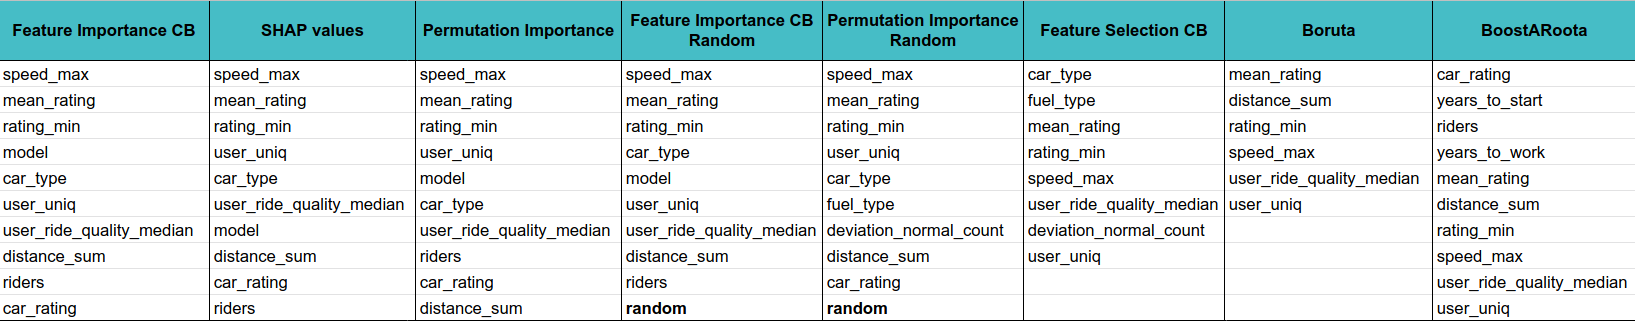 Feature Importance CB SHAP values Permutation Importance Feature Importance CB Random Permutation Importance Random Feature Selection CB Boruta BoostARoota
speed_max speed_max speed_max speed_max speed_max car_type mean_rating car_rating
mean_rating mean_rating mean_rating mean_rating mean_rating fuel_type distance_sum years_to_start
rating_min rating_min rating_min rating_min rating_min mean_rating rating_min riders
model user_uniq user_uniq car_type user_uniq rating_min speed_max years_to_work
car_type car_type model model car_type speed_max user_ride_quality_median mean_rating
user_uniq user_ride_quality_median car_type user_uniq fuel_type user_ride_quality_median user_uniq distance_sum
user_ride_quality_median model user_ride_quality_median user_ride_quality_median deviation_normal_count deviation_normal_count rating_min
distance_sum distance_sum riders distance_sum distance_sum user_uniq speed_max
riders car_rating car_rating riders car_rating user_ride_quality_median
car_rating riders distance_sum random random user_uniq